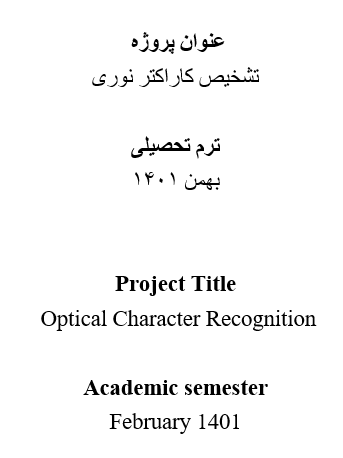 عنوان پروژه
تشخیص کاراکتر نوری
ترم تحصیلی
بهمن ۱۴۰۱
Project Title
Optical Character Recognition
Academic semester
February 1401